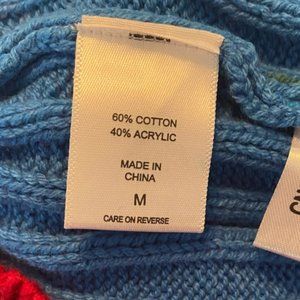 60% COTTON
40% ACRYLIC
MADE IN
CHINA
M
CARE ON REVERSE